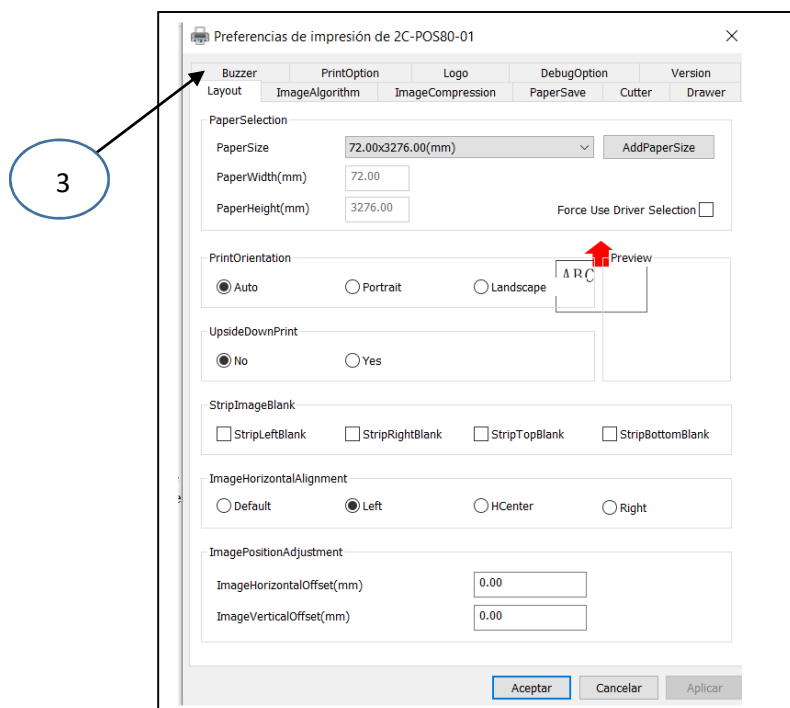 Preferencias de impresión de 2C-POS80-01
Buzzer PrintOption Logo DebugOption Version
Layout ImageAlgorithm ImageCompression PaperSave Cutter Drawer
3
PaperSelection
PaperSize 72.00x3276.00(mm) AddPaperSize
PaperWidth(mm) 72.00
PaperHeight(mm) 3276.00 Force Use Driver Selection
PrintOrientation Preview
Auto Portrait Landscape ABC
UpsideDownPrint
No Yes
StripImageBlank
StripLeftBlank StripRightBlank StripTopBlank StripBottomBlank
ImageHorizontalAlignment
Default Left HCenter Right
ImagePositionAdjustment
ImageHorizontalOffset(mm) 0.00
ImageVerticalOffset(mm) 0.00
Aceptar Cancelar Aplicar